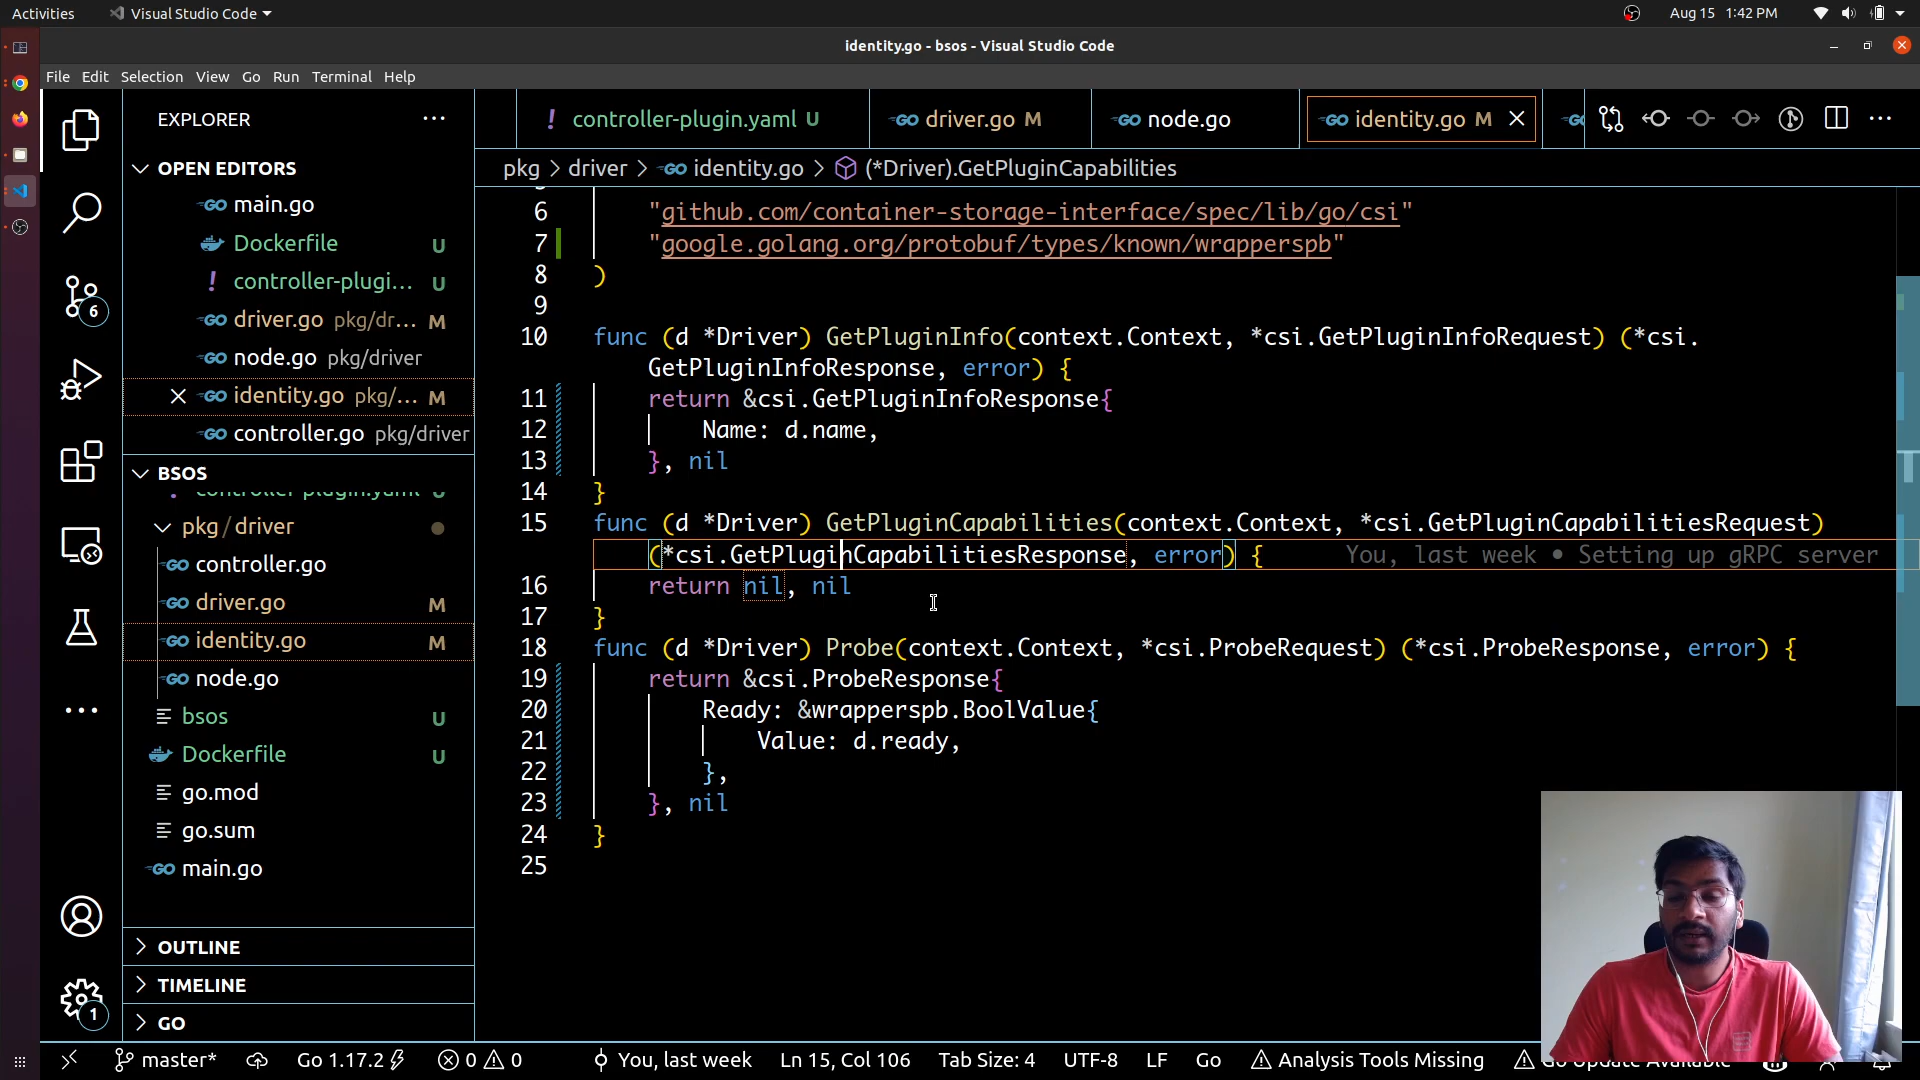 Activities
Visual Studio Code
Aug 15 1:42 PM
identity.go - bsos - Visual Studio Code
File Edit Selection View Go Run Terminal Help
EXPLORER
controller-plugin.yaml U
driver.go M
node.go
identity.go M
pkg > driver > identity.go > (*Driver).GetPluginCapabilities
OPEN EDITORS
main.go
Dockerfile U
controller-plugi... U
driver.go pkg/dr... M
node.go pkg/driver
identity.go pkg/... M
controller.go pkg/driver
BSOS
controller-plugin.yaml U
pkg/driver
controller.go
driver.go M
identity.go M
node.go
bsos U
Dockerfile U
go.mod
go.sum
main.go
OUTLINE
TIMELINE
GO
6
1
6 "github.com/container-storage-interface/spec/lib/go/csi"
7 "google.golang.org/protobuf/types/known/wrapperspb"
8 )
9
10 func (d *Driver) GetPluginInfo(context.Context, *csi.GetPluginInfoRequest) (*csi.
GetPluginInfoResponse, error) {
11 return &csi.GetPluginInfoResponse{
12 Name: d.name,
13 }, nil
14 }
15 func (d *Driver) GetPluginCapabilities(context.Context, *csi.GetPluginCapabilitiesRequest)
(*csi.GetPluginCapabilitiesResponse, error) { You, last week • Setting up gRPC server
16 return nil, nil
17 }
18 func (d *Driver) Probe(context.Context, *csi.ProbeRequest) (*csi.ProbeResponse, error) {
19 return &csi.ProbeResponse{
20 Ready: &wrapperspb.BoolValue{
21 Value: d.ready,
22 },
23 }, nil
24 }
25
master* Go 1.17.2 0 0 You, last week Ln 15, Col 106 Tab Size: 4 UTF-8 LF Go Analysis Tools Missing Go Update Available